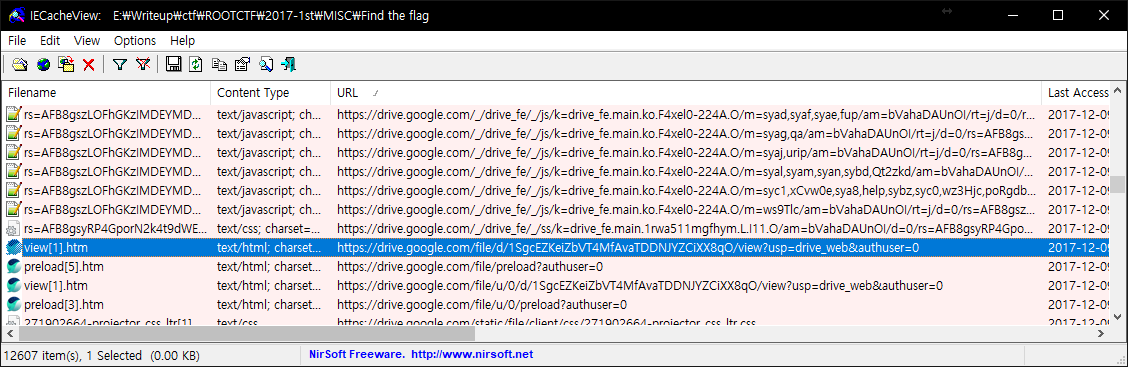 IECacheView: E:₩Writeup₩ctf₩ROOTCTF₩2017-1st₩MISC₩Find the flag
File Edit View Options Help
Filename Content Type URL Last Access
rs=AFB8gszLOFhGKzIMDEYMD... text/javascript; ch... https://drive.google.com/_/drive_fe/_/js/k=drive_fe.main.ko.F4xel0-224A.O/m=syad,syaf,syae,fup/am=bVahaDAUnOI/rt=j/d=0/r... 2017-12-09
rs=AFB8gszLOFhGKzIMDEYMD... text/javascript; ch... https://drive.google.com/_/drive_fe/_/js/k=drive_fe.main.ko.F4xel0-224A.O/m=syag,qa/am=bVahaDAUnOI/rt=j/d=0/rs=AFB8gszL... 2017-12-09
rs=AFB8gszLOFhGKzIMDEYMD... text/javascript; ch... https://drive.google.com/_/drive_fe/_/js/k=drive_fe.main.ko.F4xel0-224A.O/m=syaj,urip/am=bVahaDAUnOI/rt=j/d=0/rs=AFB8g... 2017-12-09
rs=AFB8gszLOFhGKzIMDEYMD... text/javascript; ch... https://drive.google.com/_/drive_fe/_/js/k=drive_fe.main.ko.F4xel0-224A.O/m=syal,syam,syan,sybd,Qt2zkd/am=bVahaDAUnOI/... 2017-12-09
rs=AFB8gszLOFhGKzIMDEYMD... text/javascript; ch... https://drive.google.com/_/drive_fe/_/js/k=drive_fe.main.ko.F4xel0-224A.O/m=syc1,xCvw0e,sya8,help,sybz,syc0,wz3Hjc,poRgdb... 2017-12-09
rs=AFB8gszLOFhGKzIMDEYMD... text/javascript; ch... https://drive.google.com/_/drive_fe/_/js/k=drive_fe.main.ko.F4xel0-224A.O/m=ws9Tlc/am=bVahaDAUnOI/rt=j/d=0/rs=AFB8gsz... 2017-12-09
rs=AFB8gsyRP4GporN2k4t9dWE... text/css; charset=... https://drive.google.com/_/drive_fe/_/ss/k=drive_fe.main.1rwa511mgfhym.L.I11.O/am=bVahaDAUnOI/d=0/rs=AFB8gsyRP4Gpo... 2017-12-09
view[1].htm text/html; charset... https://drive.google.com/file/d/1SgcEZKeiZbVT4MfAvaTDDNJYZCiXX8qO/view?usp=drive_web&authuser=0 2017-12-09
preload[5].htm text/html; charset... https://drive.google.com/file/preload?authuser=0 2017-12-09
view[1].htm text/html; charset... https://drive.google.com/file/u/0/d/1SgcEZKeiZbVT4MfAvaTDDNJYZCiXX8qO/view?usp=drive_web&authuser=0 2017-12-09
preload[3].htm text/html; charset... https://drive.google.com/file/u/0/preload?authuser=0 2017-12-09
271902664-projector_css_ltr[1] text/css https://drive.google.com/static/file/client/css/271902664-projector_css_ltr.css 2017-12-09
12607 item(s), 1 Selected (0.00 KB) NirSoft Freeware. http://www.nirsoft.net